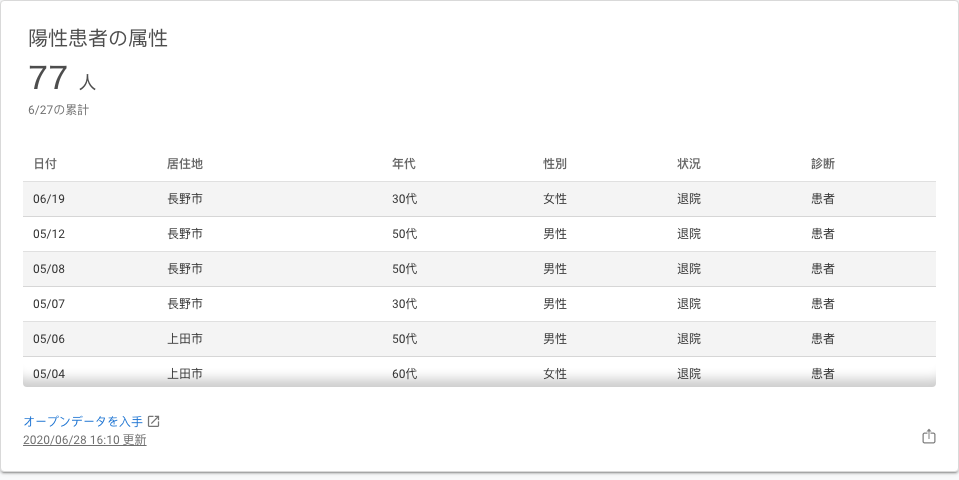 陽性患者の属性
77 人
6/27の累計
日付 居住地 年代 性別 状況 診断
06/19 長野市 30代 女性 退院 患者
05/12 長野市 50代 男性 退院 患者
05/08 長野市 50代 男性 退院 患者
05/07 長野市 30代 男性 退院 患者
05/06 上田市 50代 男性 退院 患者
05/04 上田市 60代 女性 退院 患者
オープンデータを入手
2020/06/28 16:10 更新